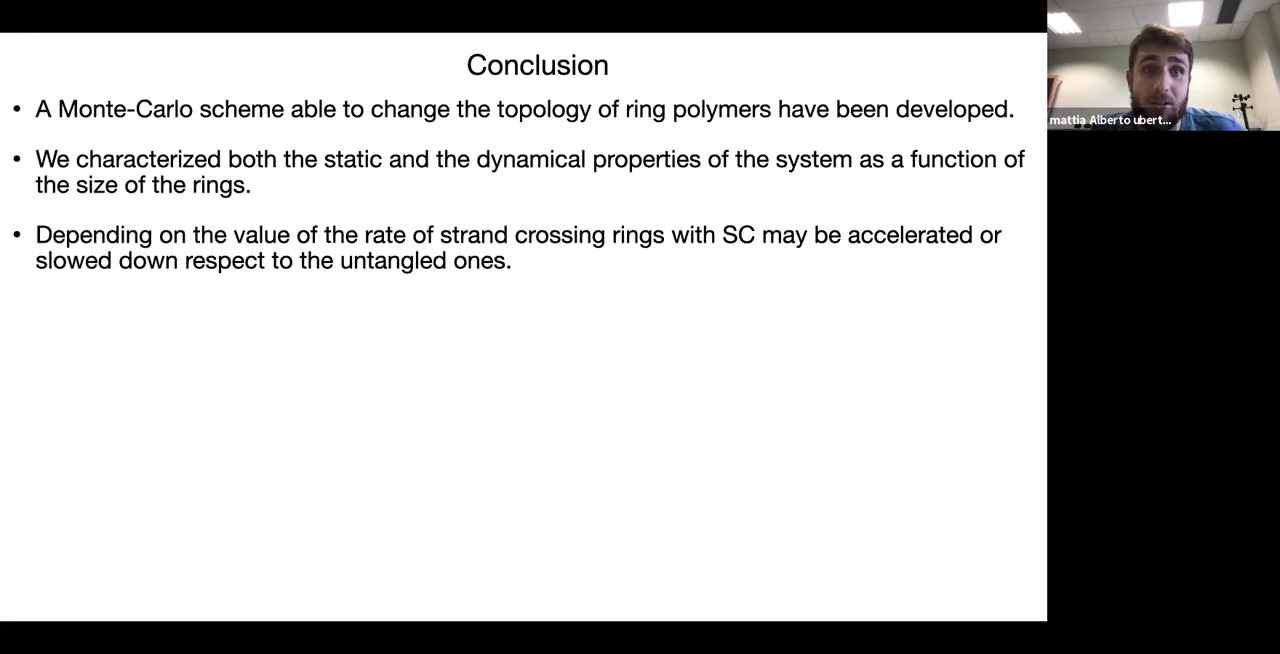 Conclusion
• A Monte-Carlo scheme able to change the topology of ring polymers have been developed.
• We characterized both the static and the dynamical properties of the system as a function of
the size of the rings.
• Depending on the value of the rate of strand crossing rings with SC may be accelerated or
slowed down respect to the untangled ones.
mattia Alberto ubert...